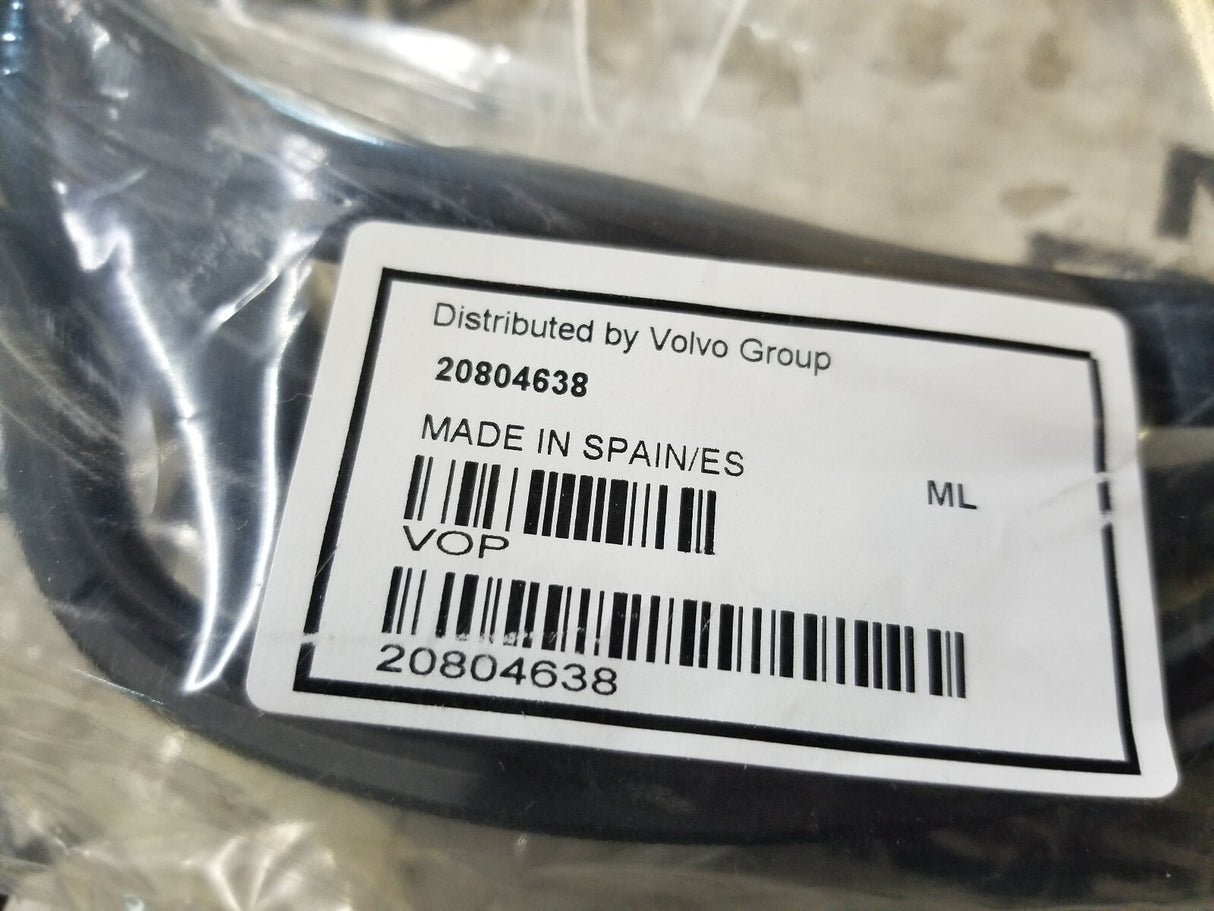 Distributed by Volvo Group
20804638
MADE IN SPAIN/ES
ML
VOP
20804638